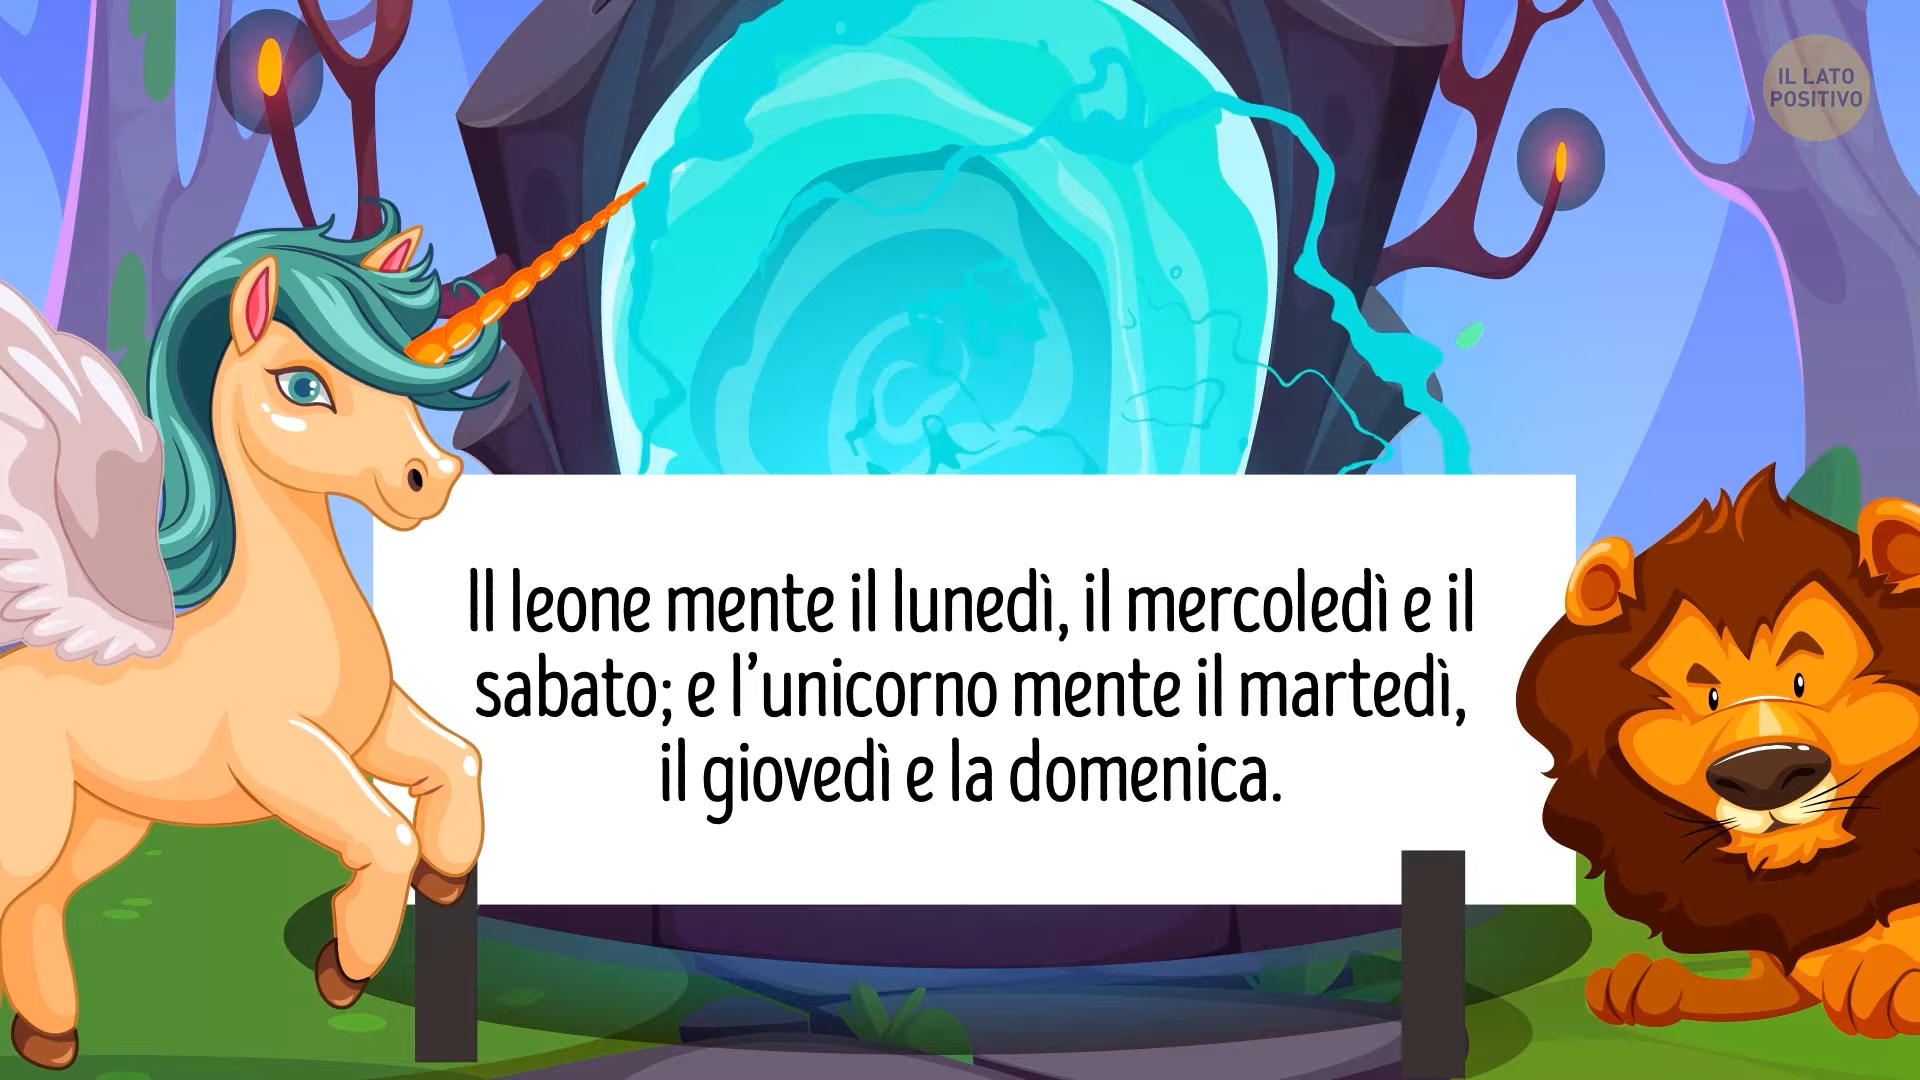 IL LATO
POSITIVO
Il leone mente il lunedì, il mercoledì e il
sabato; e l’unicorno mente il martedì,
il giovedì e la domenica.